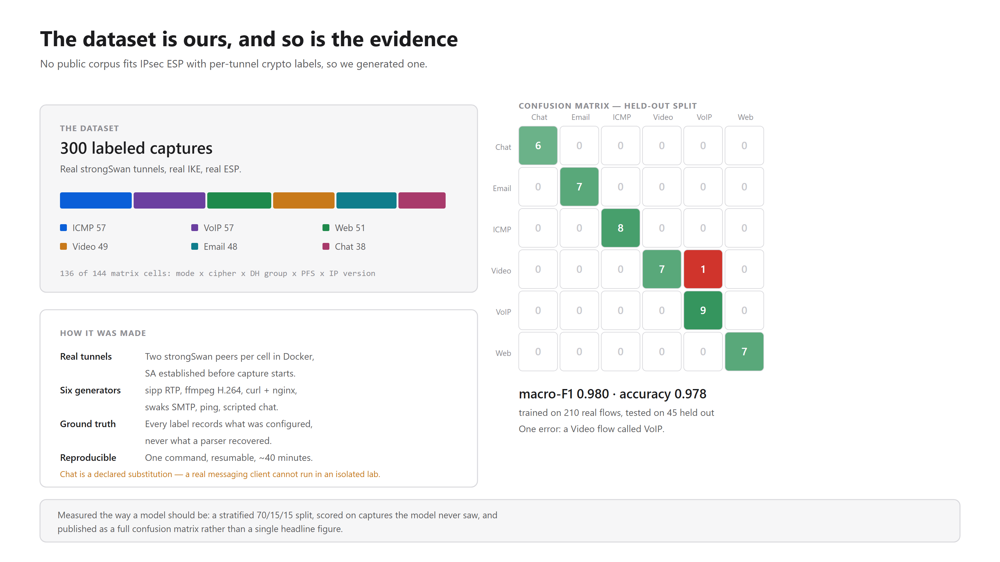 The dataset is ours, and so is the evidence
No public corpus fits IPsec ESP with per-tunnel crypto labels, so we generated one.
THE DATASET
300 labeled captures
Real strongSwan tunnels, real IKE, real ESP.
ICMP 57 VoIP 57 Web 51
Video 49 Email 48 Chat 38
136 of 144 matrix cells: mode x cipher x DH group x PFS x IP version
HOW IT WAS MADE
Real tunnels Two strongSwan peers per cell in Docker,
SA established before capture starts.
Six generators sipp RTP, ffmpeg H.264, curl + nginx,
swaks SMTP, ping, scripted chat.
Ground truth Every label records what was configured,
never what a parser recovered.
Reproducible One command, resumable, ~40 minutes.
Chat is a declared substitution — a real messaging client cannot run in an isolated lab.
CONFUSION MATRIX — HELD-OUT SPLIT
Chat Email ICMP Video VoIP Web
Chat 6 0 0 0 0 0
Email 0 7 0 0 0 0
ICMP 0 0 8 0 0 0
Video 0 0 0 7 1 0
VoIP 0 0 0 0 9 0
Web 0 0 0 0 0 7
macro-F1 0.980 · accuracy 0.978
trained on 210 real flows, tested on 45 held out
One error: a Video flow called VoIP.
Measured the way a model should be: a stratified 70/15/15 split, scored on captures the model never saw, and
published as a full confusion matrix rather than a single headline figure.